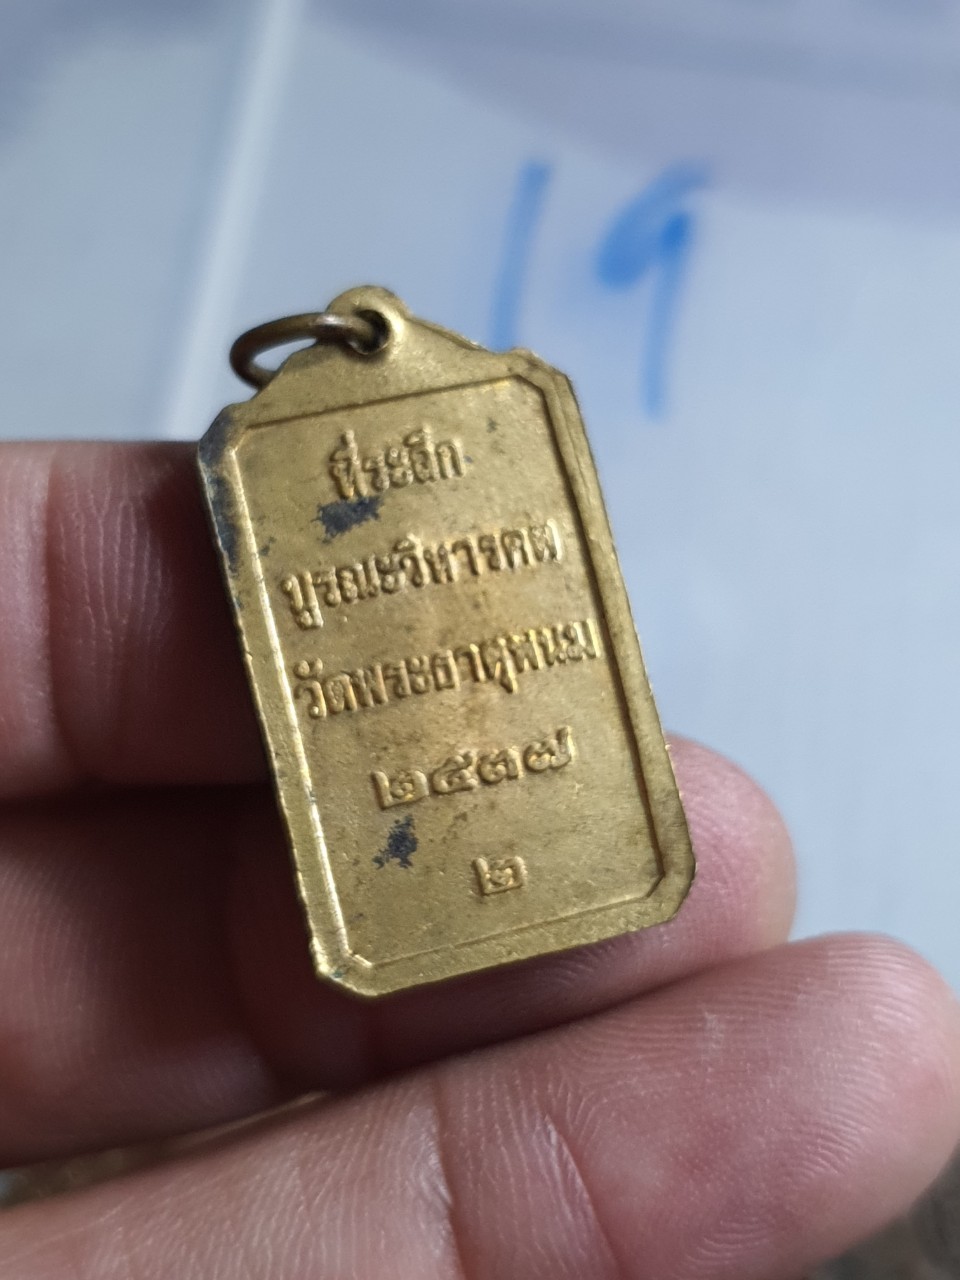 19
ที่ระลึก
บูรณะวิหารคต
วัดพระธาตุพนม
๒๕๓๗
๒